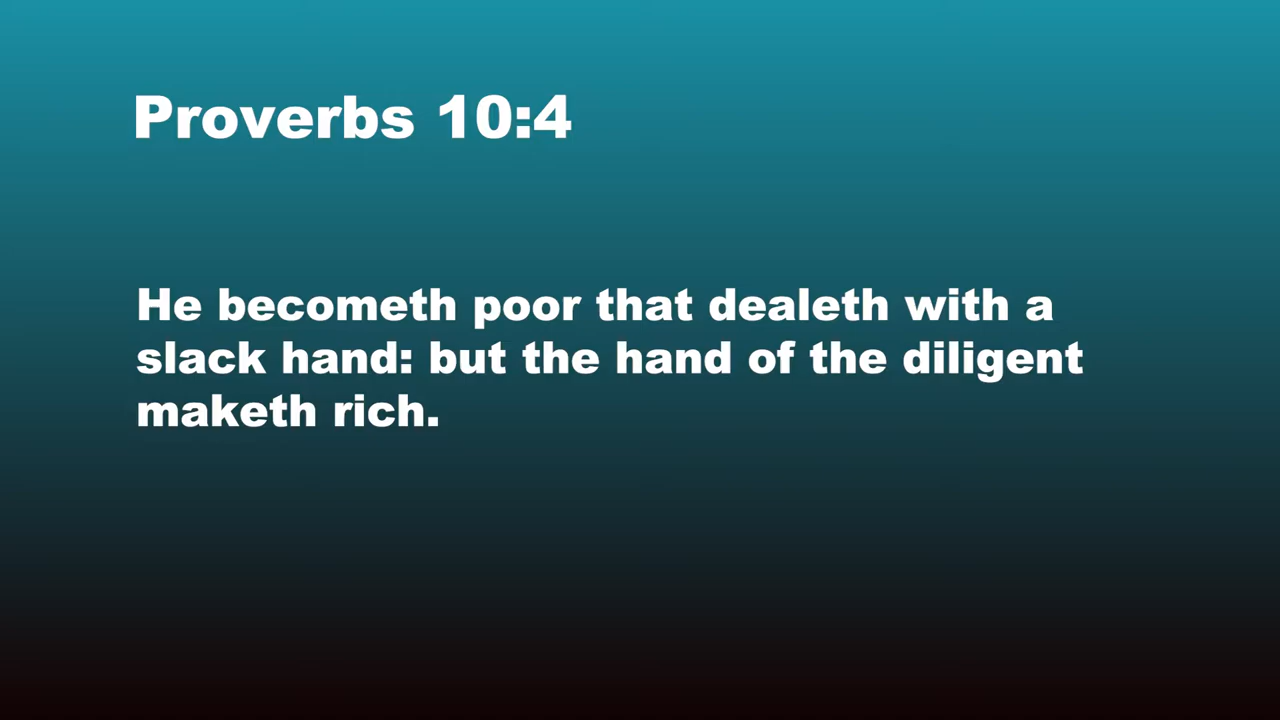 Proverbs 10:4
He becometh poor that dealeth with a
slack hand: but the hand of the diligent
maketh rich.